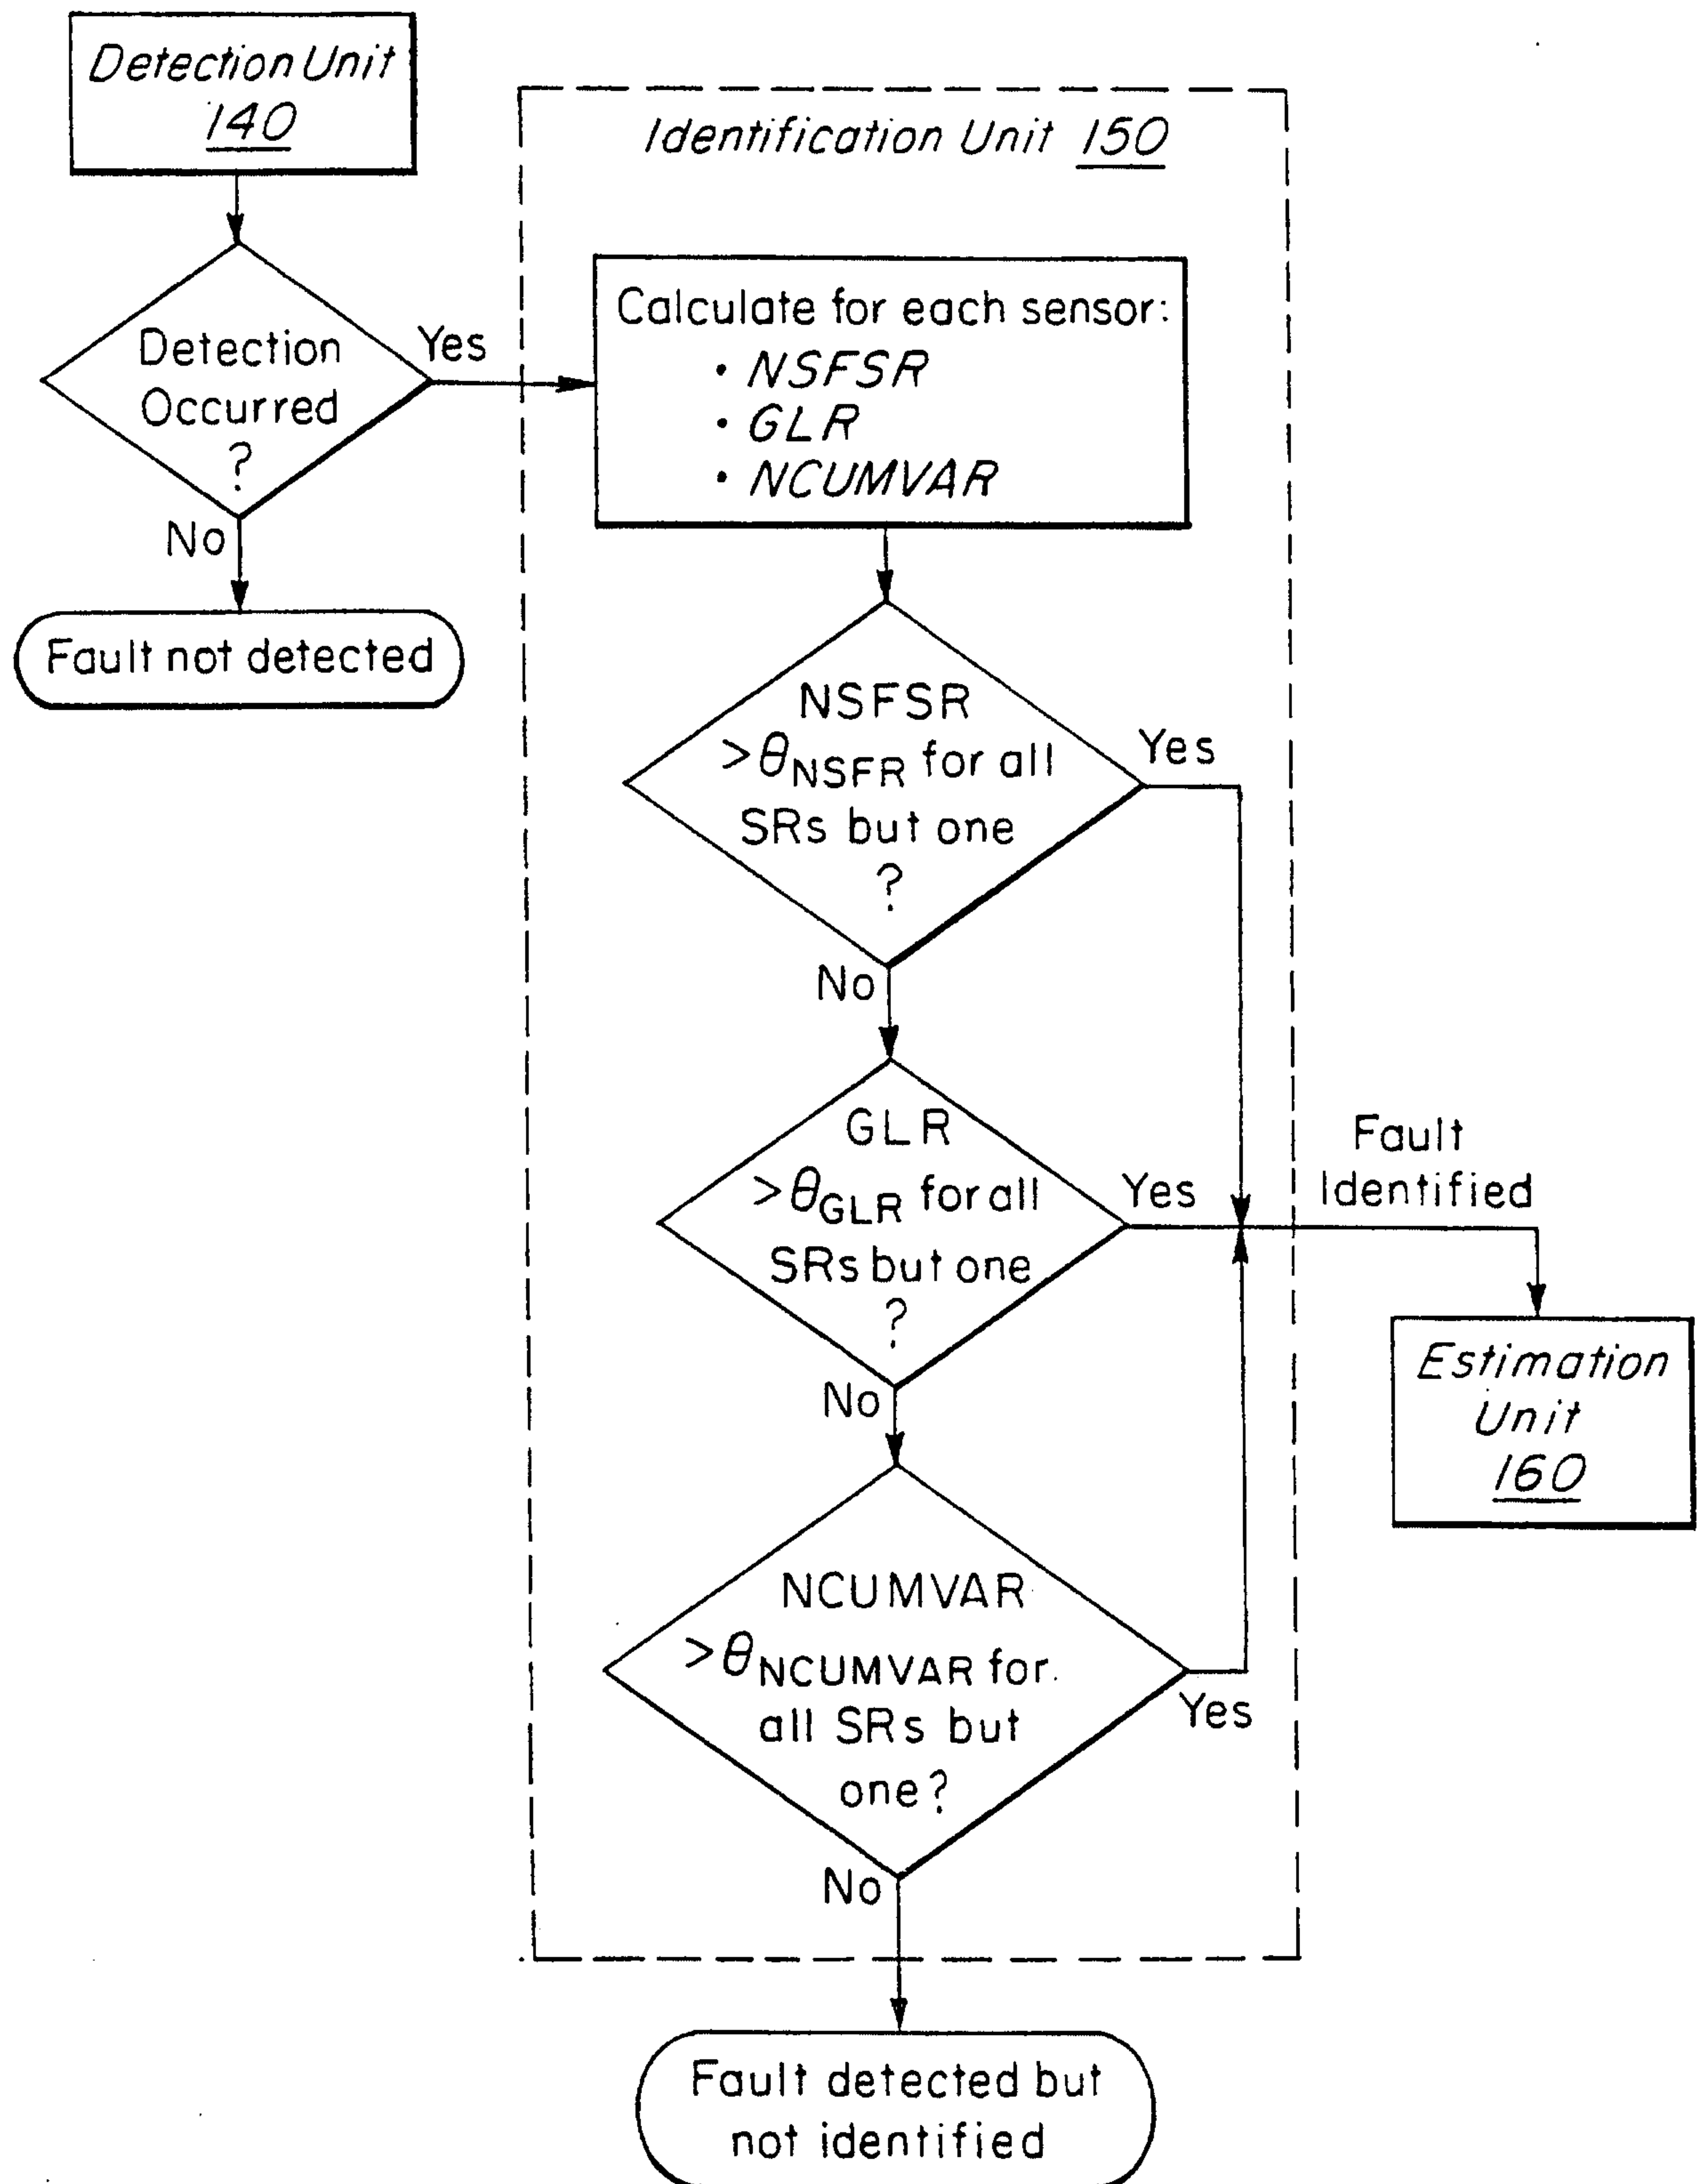 Detection Unit
140
Detection
Occurred
?
Yes
No
Fault not detected
Identification Unit 150
Calculate for each sensor:
• NSFSR
• GLR
• NCUMVAR
NSFSR
>θNSFR for all
SRs but one
?
Yes
No
GLR
>θGLR for all
SRs but one
?
Yes
No
NCUMVAR
>θNCUMVAR for
all SRs but
one?
Yes
No
Fault detected but
not identified
Fault
Identified
Estimation
Unit
160